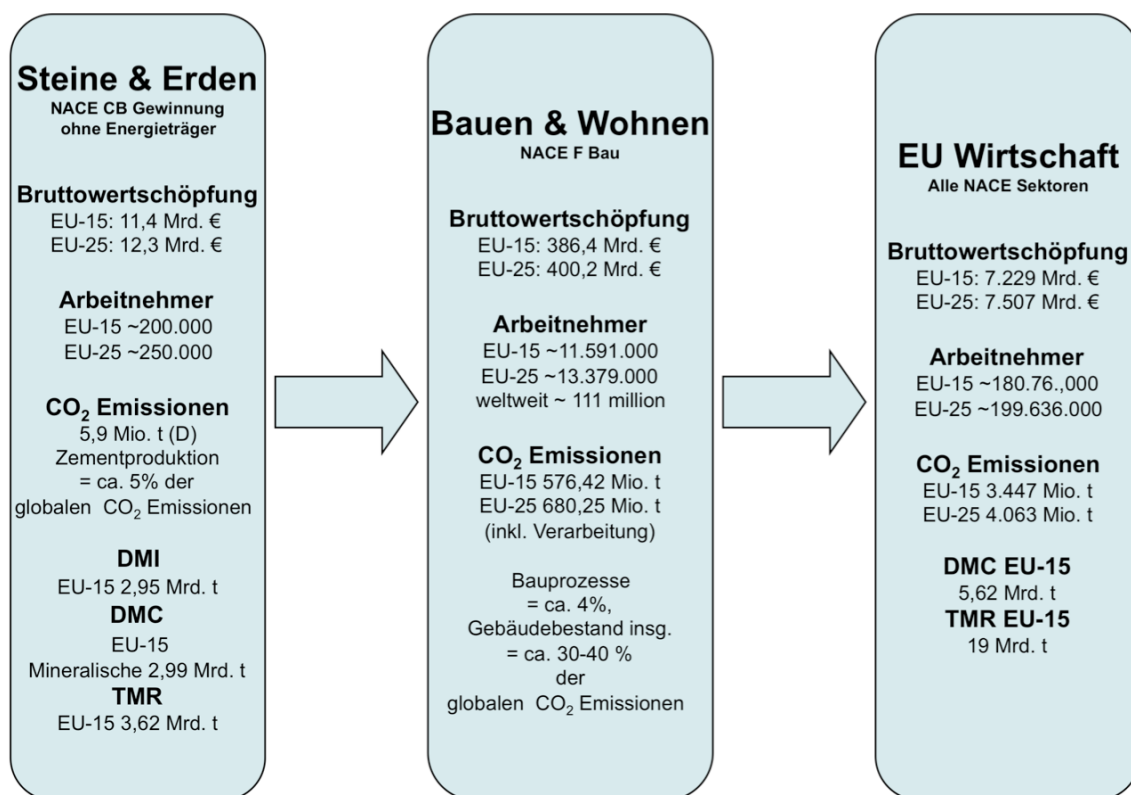 Steine & Erden
NACE CB Gewinnung
ohne Energieträger
Bruttowertschöpfung
EU-15: 11,4 Mrd. €
EU-25: 12,3 Mrd. €
Arbeitnehmer
EU-15 ~200.000
EU-25 ~250.000
CO₂ Emissionen
5,9 Mio. t (D)
Zementproduktion
= ca. 5% der
globalen CO₂ Emissionen
DMI
EU-15 2,95 Mrd. t
DMC
EU-15
Mineralische 2,99 Mrd. t
TMR
EU-15 3,62 Mrd. t
Bauen & Wohnen
NACE F Bau
Bruttowertschöpfung
EU-15: 386,4 Mrd. €
EU-25: 400,2 Mrd. €
Arbeitnehmer
EU-15 ~11.591.000
EU-25 ~13.379.000
weltweit ~ 111 million
CO₂ Emissionen
EU-15 576,42 Mio. t
EU-25 680,25 Mio. t
(inkl. Verarbeitung)
Bauprozesse
= ca. 4%,
Gebäudebestand insg.
= ca. 30-40 %
der
globalen CO₂ Emissionen
EU Wirtschaft
Alle NACE Sektoren
Bruttowertschöpfung
EU-15: 7.229 Mrd. €
EU-25: 7.507 Mrd. €
Arbeitnehmer
EU-15 ~180.76.,000
EU-25 ~199.636.000
CO₂ Emissionen
EU-15 3.447 Mio. t
EU-25 4.063 Mio. t
DMC EU-15
5,62 Mrd. t
TMR EU-15
19 Mrd. t